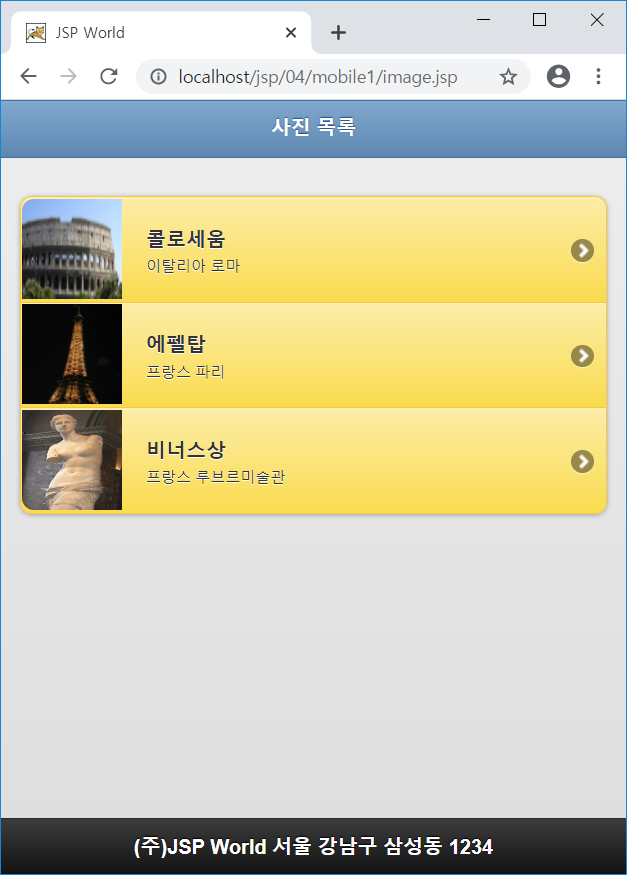 JSP World
localhost/jsp/04/mobile1/image.jsp
사진 목록
콜로세움
이탈리아 로마
에펠탑
프랑스 파리
비너스상
프랑스 루브르미술관
(주)JSP World 서울 강남구 삼성동 1234